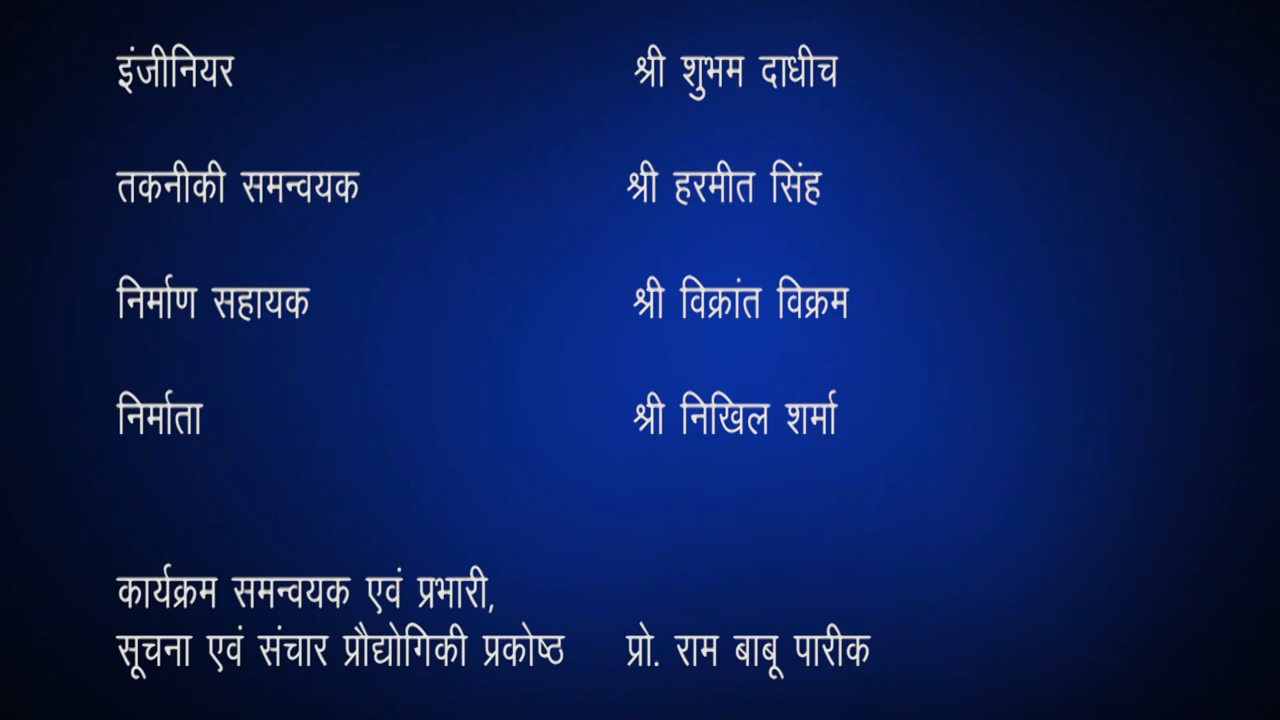 इंजीनियर श्री शुभम दाधीच
तकनीकी समन्वयक श्री हरमीत सिंह
निर्माण सहायक श्री विक्रांत विक्रम
निर्माता श्री निखिल शर्मा
कार्यक्रम समन्वयक एवं प्रभारी,
सूचना एवं संचार प्रौद्योगिकी प्रकोष्ठ प्रो. राम बाबू पारीक